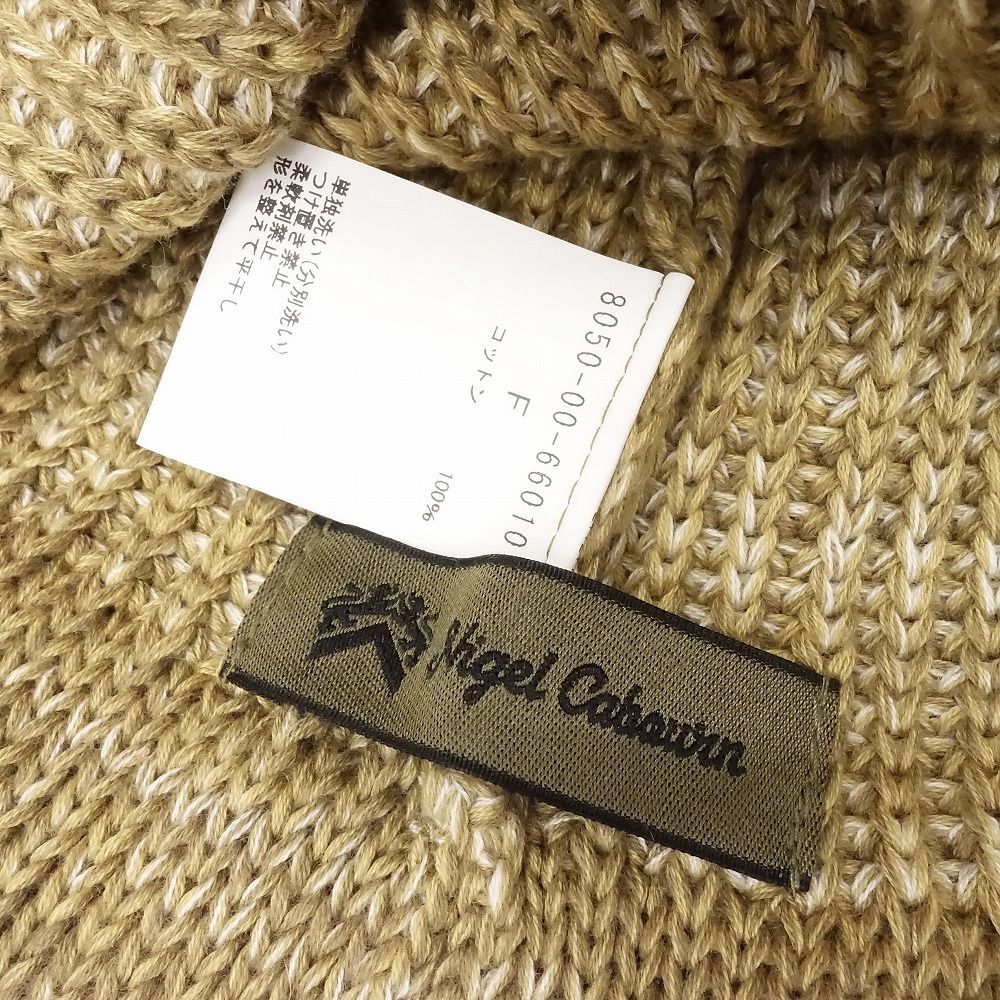 8050-00-66010
F
コットン
100%
単独洗い(分別洗い)
つけ置き禁止
柔軟剤禁止
形を整えて平干し
Nigel Cabourn